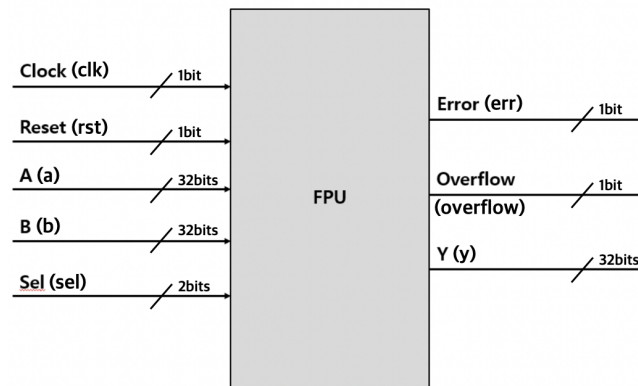 Clock (clk)
1bit
Reset (rst)
1bit
A (a)
32bits
B (b)
32bits
Sel (sel)
2bits
FPU
Error (err)
1bit
Overflow
(overflow)
1bit
Y (y)
32bits